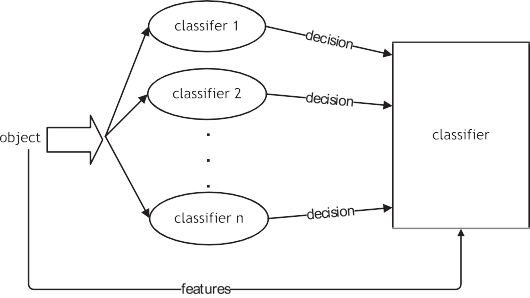 classifer 1
decision
classifier 2
decision
object
classifier
classifier n
decision
features